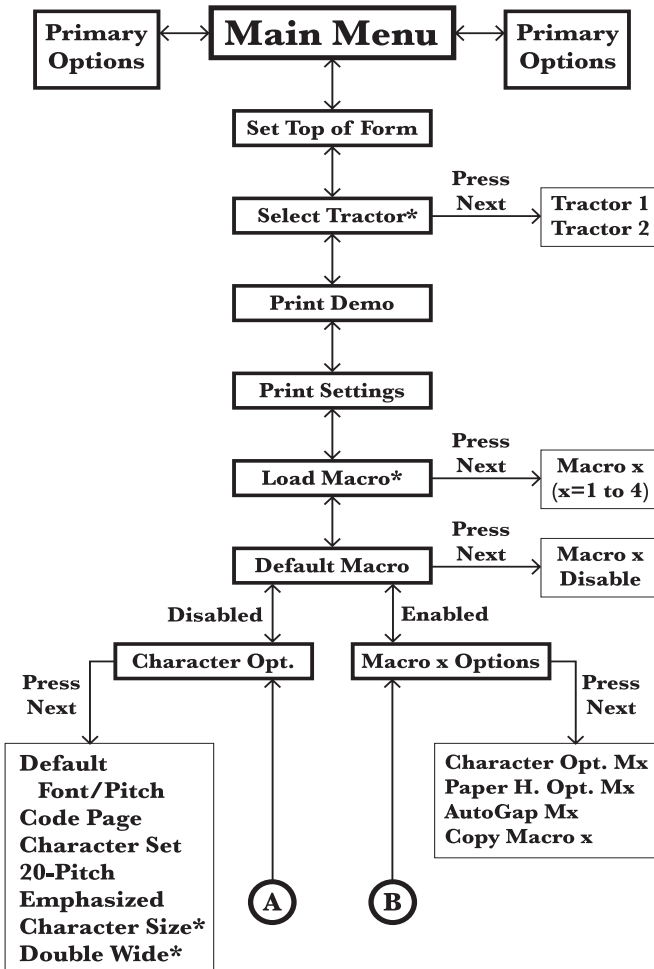 Primary
Options
Main Menu
Primary
Options
Set Top of Form
Select Tractor*
Press
Next
Tractor 1
Tractor 2
Print Demo
Print Settings
Load Macro*
Press
Next
Macro x
(x=1 to 4)
Default Macro
Press
Next
Macro x
Disable
Disabled
Enabled
Character Opt.
Macro x Options
Press
Next
Press
Next
Default
Font/Pitch
Code Page
Character Set
20-Pitch
Emphasized
Character Size*
Double Wide*
Character Opt. Mx
Paper H. Opt. Mx
AutoGap Mx
Copy Macro x
A
B